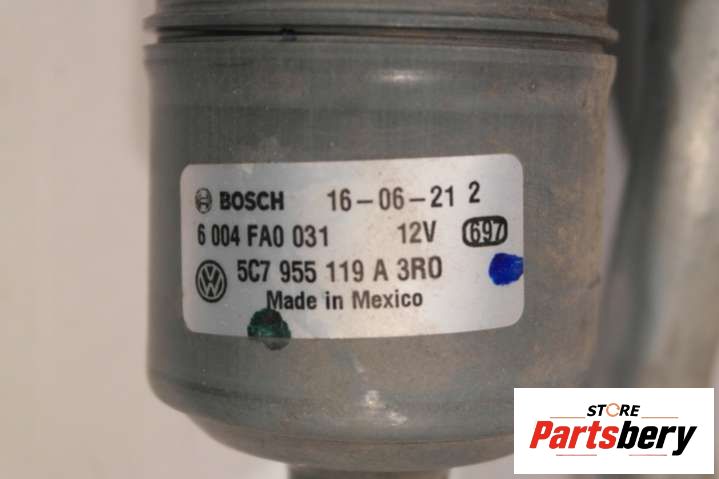 BOSCH 16-06-21 2
6 004 FA0 031 12V 697
5C7 955 119 A 3R0
Made in Mexico
STORE
Partsbery